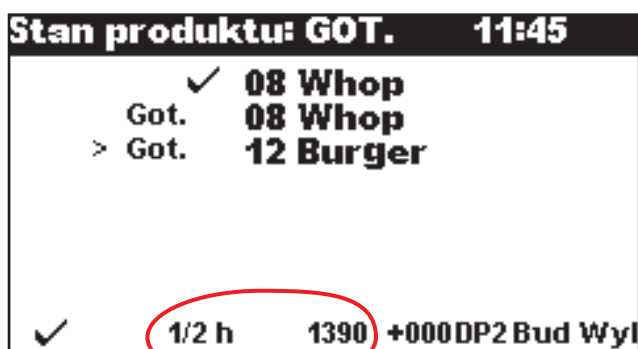 Stan produktu: GOT. 11:45
✓ 08 Whop
Got. 08 Whop
> Got. 12 Burger
✓ 1/2 h 1390 +000DP2 Bud Wyl